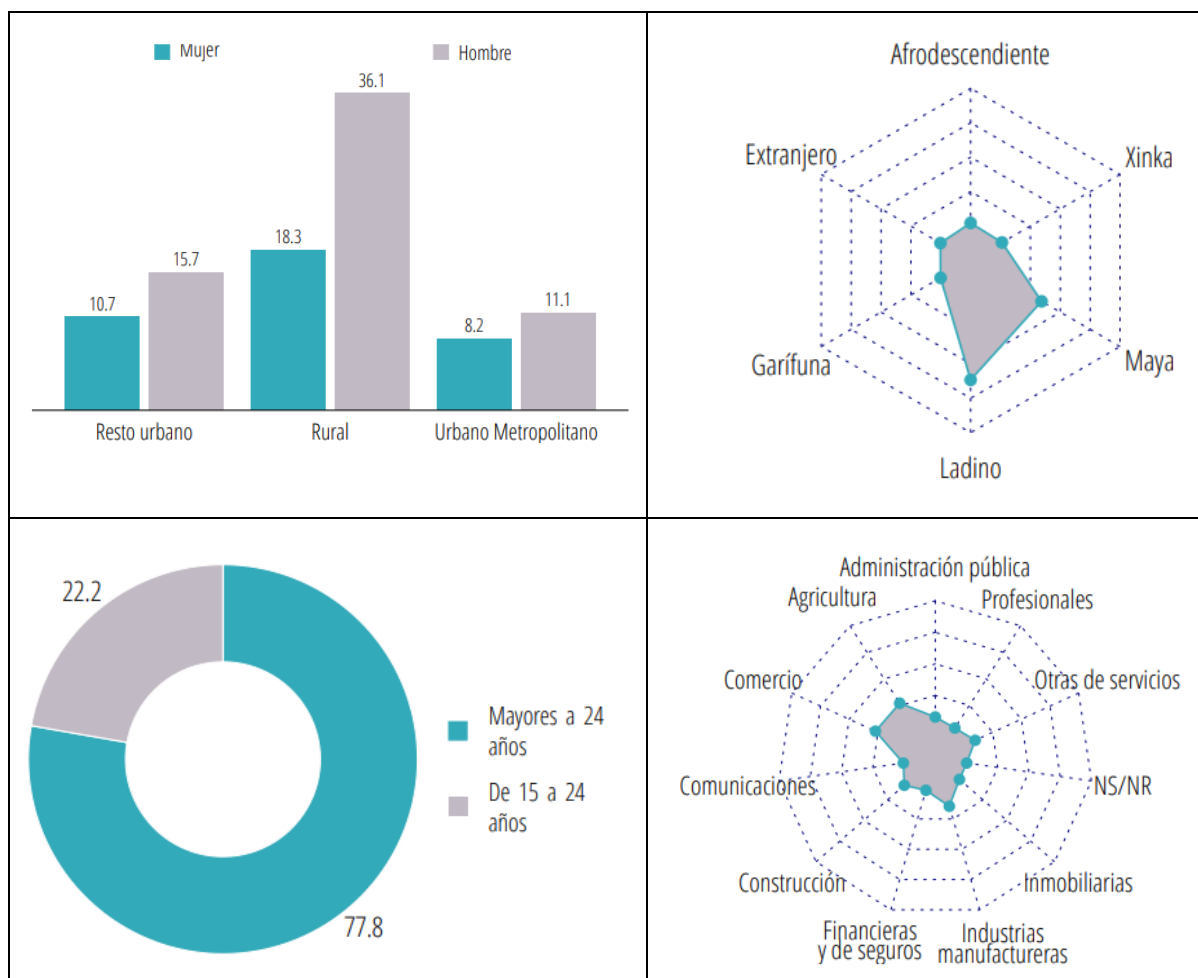 Mujer
Hombre
36.1
18.3
15.7
10.7
11.1
8.2
Resto urbano
Rural
Urbano Metropolitano
Afrodescendiente
Extranjero
Xinka
Garífuna
Maya
Ladino
22.2
Mayores a 24
años
De 15 a 24
años
77.8
Administración pública
Agricultura
Profesionales
Comercio
Otras de servicios
Comunicaciones
NS/NR
Construcción
Inmobiliarias
Financieras
y de seguros
Industrias
manufactureras